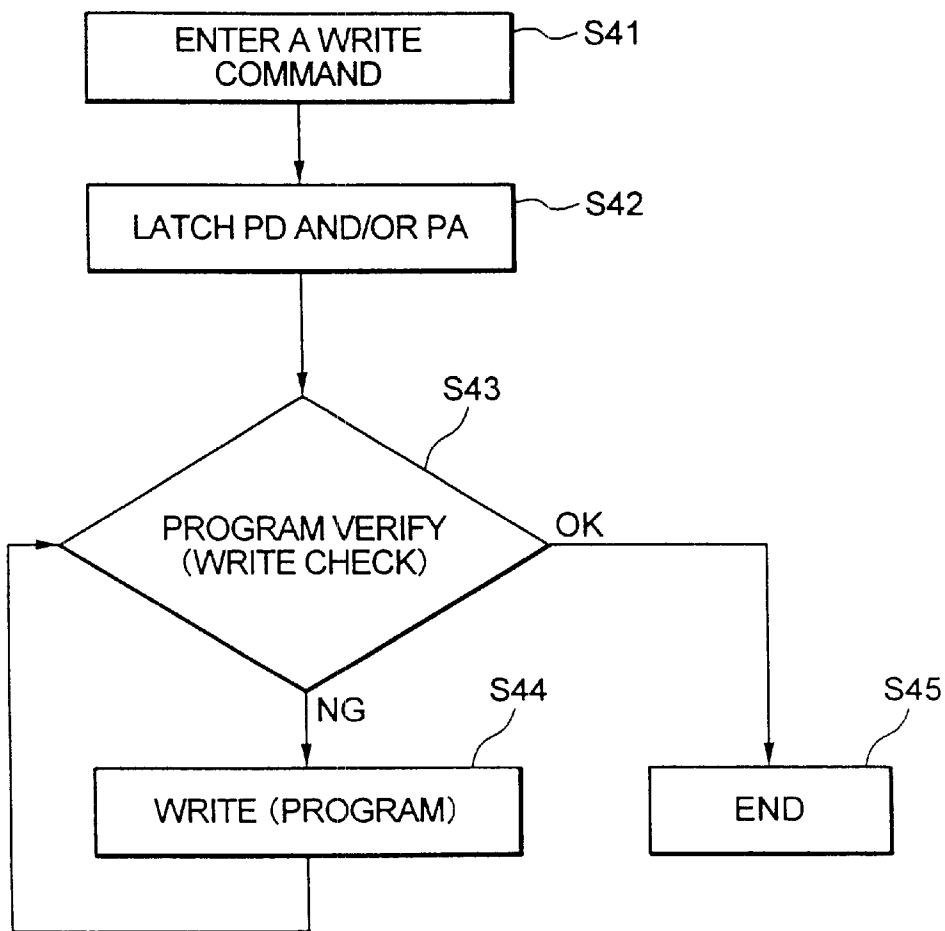 ENTER A WRITE
COMMAND
S41
LATCH PD AND/OR PA
S42
S43
PROGRAM VERIFY
(WRITE CHECK)
OK
NG
S44
WRITE (PROGRAM)
S45
END